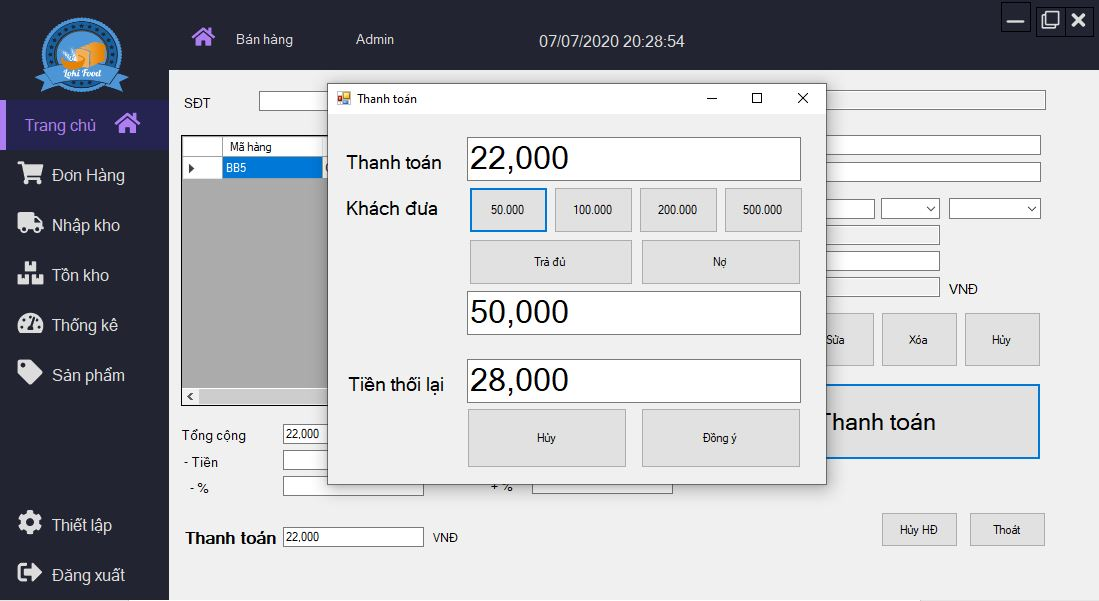 Loki Food
Bán hàng
Admin
07/07/2020 20:28:54
Trang chủ
Đơn Hàng
Nhập kho
Tồn kho
Thống kê
Sản phẩm
Thiết lập
Đăng xuất
SĐT
Mã hàng
BB5
Thanh toán
Thanh toán 22,000
Khách đưa 50.000 100.000 200.000 500.000
Trả đủ Nợ
50,000
Tiền thối lại 28,000
Hủy Đồng ý
VNĐ
Sửa Xóa Hủy
Thanh toán
Tổng cộng 22,000
- Tiền
- % + %
Thanh toán 22,000 VNĐ
Hủy HĐ Thoát